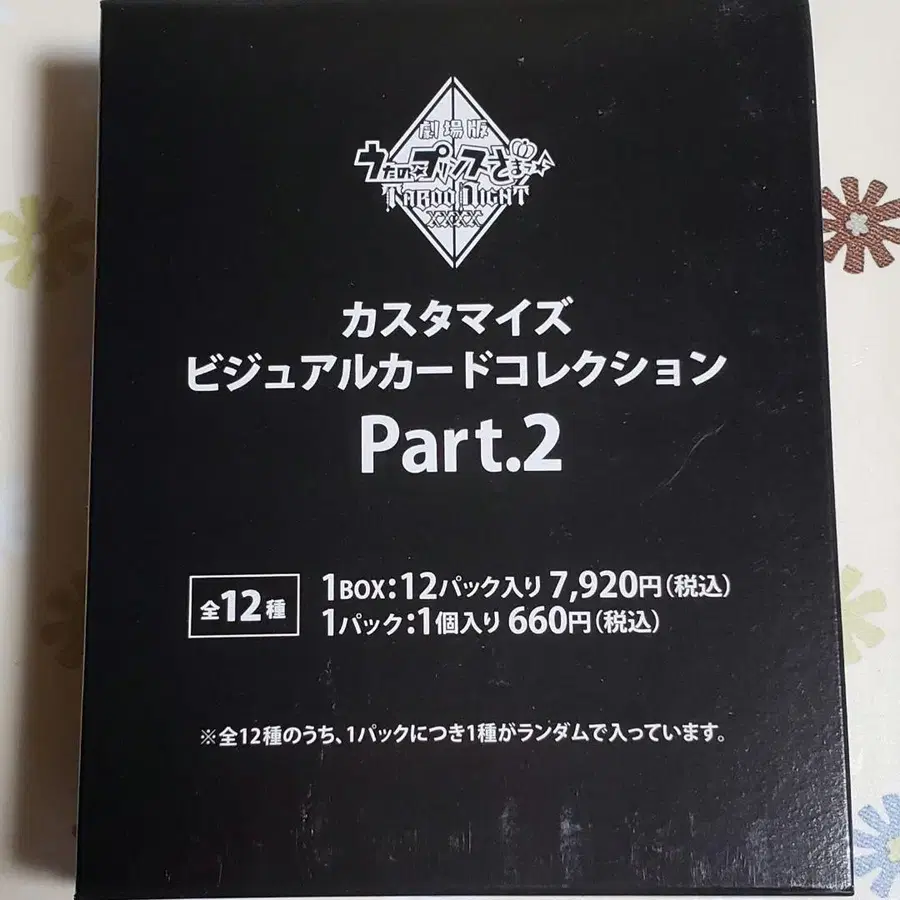 劇場版
うたの☆プリンスさまっ♪
TABOO NIGHT
XXXX
カスタマイズ
ビジュアルカードコレクション
Part.2
全12種
1BOX：12パック入り 7,920円（税込）
1パック：1個入り 660円（税込）
※全12種のうち、1パックにつき1種がランダムで入っています。